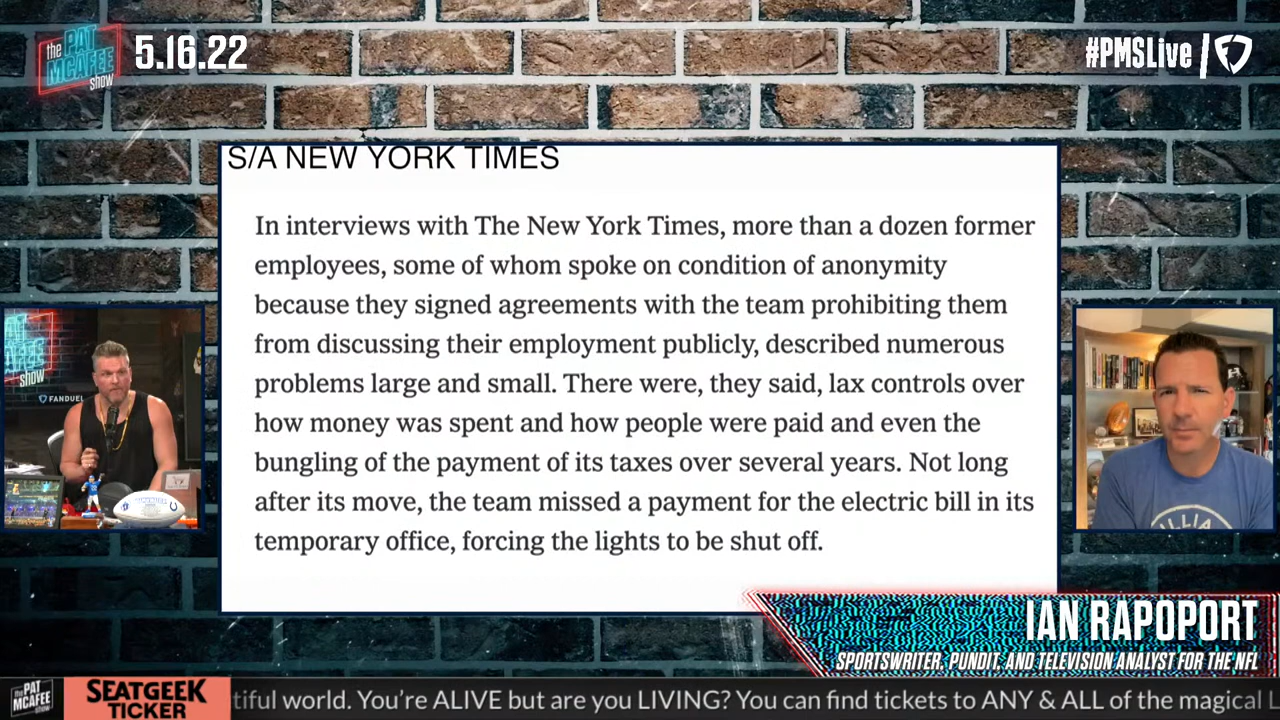 the
PAT
MCAFEE
show
5.16.22
#PMSLive
S/A NEW YORK TIMES
In interviews with The New York Times, more than a dozen former
employees, some of whom spoke on condition of anonymity
because they signed agreements with the team prohibiting them
from discussing their employment publicly, described numerous
problems large and small. There were, they said, lax controls over
how money was spent and how people were paid and even the
bungling of the payment of its taxes over several years. Not long
after its move, the team missed a payment for the electric bill in its
temporary office, forcing the lights to be shut off.
show
FANDUEL
IAN RAPOPORT
SPORTSWRITER, PUNDIT, AND TELEVISION ANALYST FOR THE NFL
the
PAT
MCAFEE
show
SEATGEEK
TICKER
tiful world. You're ALIVE but are you LIVING? You can find tickets to ANY & ALL of the magical L